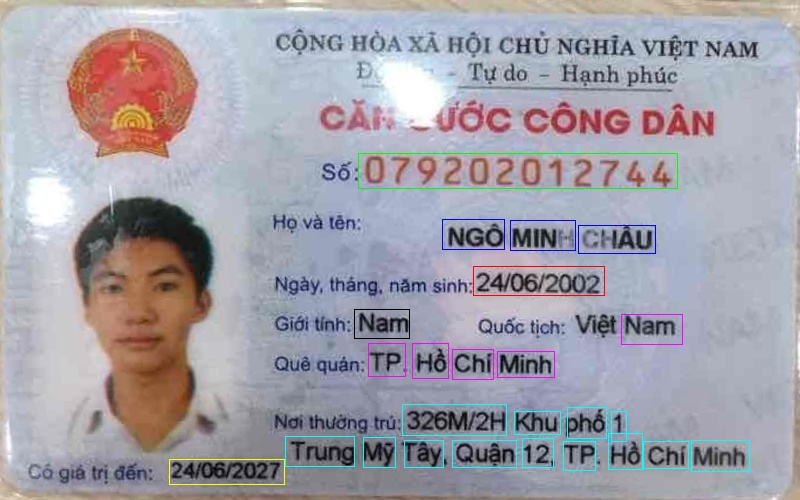 CỘNG HÒA XÃ HỘI CHỦ NGHĨA VIỆT NAM
- Tự do - Hạnh phúc
CĂN CƯỚC CÔNG DÂN
Số: 079202012744
Họ và tên: NGÔ MINH CHÂU
Ngày, tháng, năm sinh: 24/06/2002
Giới tính: Nam Quốc tịch: Việt Nam
Quê quán: TP. Hồ Chí Minh
Nơi thường trú: 326M/2H Khu phố 1
Trung Mỹ Tây, Quận 12, TP. Hồ Chí Minh
Có giá trị đến: 24/06/2027